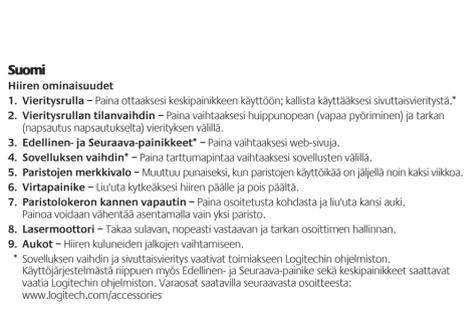 Suomi
Hiiren ominaisuudet
1. Vieritysrulla – Paina ottaaksesi keskipainikkeen käyttöön; kallista käyttääksesi sivuttaisvieritystä.*
2. Vieritysrullan tilanvaihdin – Paina vaihtaaksesi huippunopean (vapaa pyöriminen) ja tarkan
(napsautus napsautukselta) vierityksen välillä.
3. Edellinen- ja Seuraava-painikkeet* – Paina vaihtaaksesi web-sivuja.
4. Sovelluksen vaihdin* – Paina tarttumapintaa vaihtaaksesi sovellusten välillä.
5. Paristojen merkkivalo – Muuttuu punaiseksi, kun paristojen käyttöikää on jäljellä noin kaksi viikkoa.
6. Virtapainike – Liu'uta kytkeäksesi hiiren päälle ja pois päältä.
7. Paristolokeron kannen vapautin – Paina osoitetusta kohdasta ja liu'uta kansi auki.
Painoa voidaan vähentää asentamalla vain yksi paristo.
8. Lasermoottori – Takaa sulavan, nopeasti vastaavan ja tarkan osoittimen hallinnan.
9. Aukot – Hiiren kuluneiden jalkojen vaihtamiseen.
* Sovelluksen vaihdin ja sivuttaisvieritys vaativat toimiakseen Logitechin ohjelmiston.
Käyttöjärjestelmästä riippuen myös Edellinen- ja Seuraava-painike sekä keskipainikkeet saattavat
vaatia Logitechin ohjelmiston. Varaosat saatavilla seuraavasta osoitteesta:
www.logitech.com/accessories